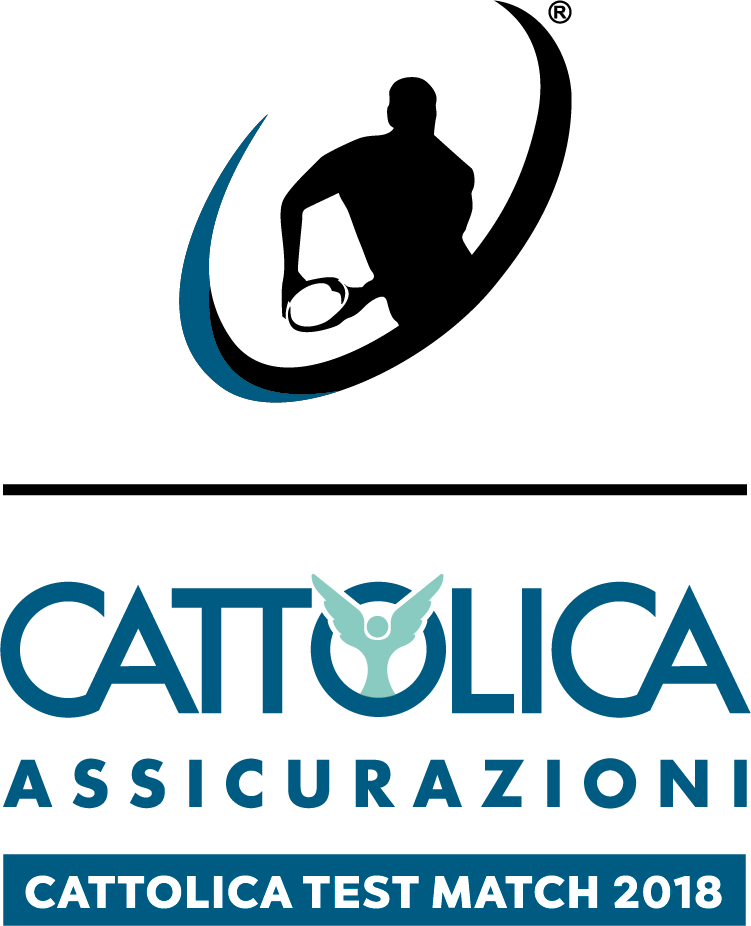 ®
CATTOLICA
ASSICURAZIONI
CATTOLICA TEST MATCH 2018